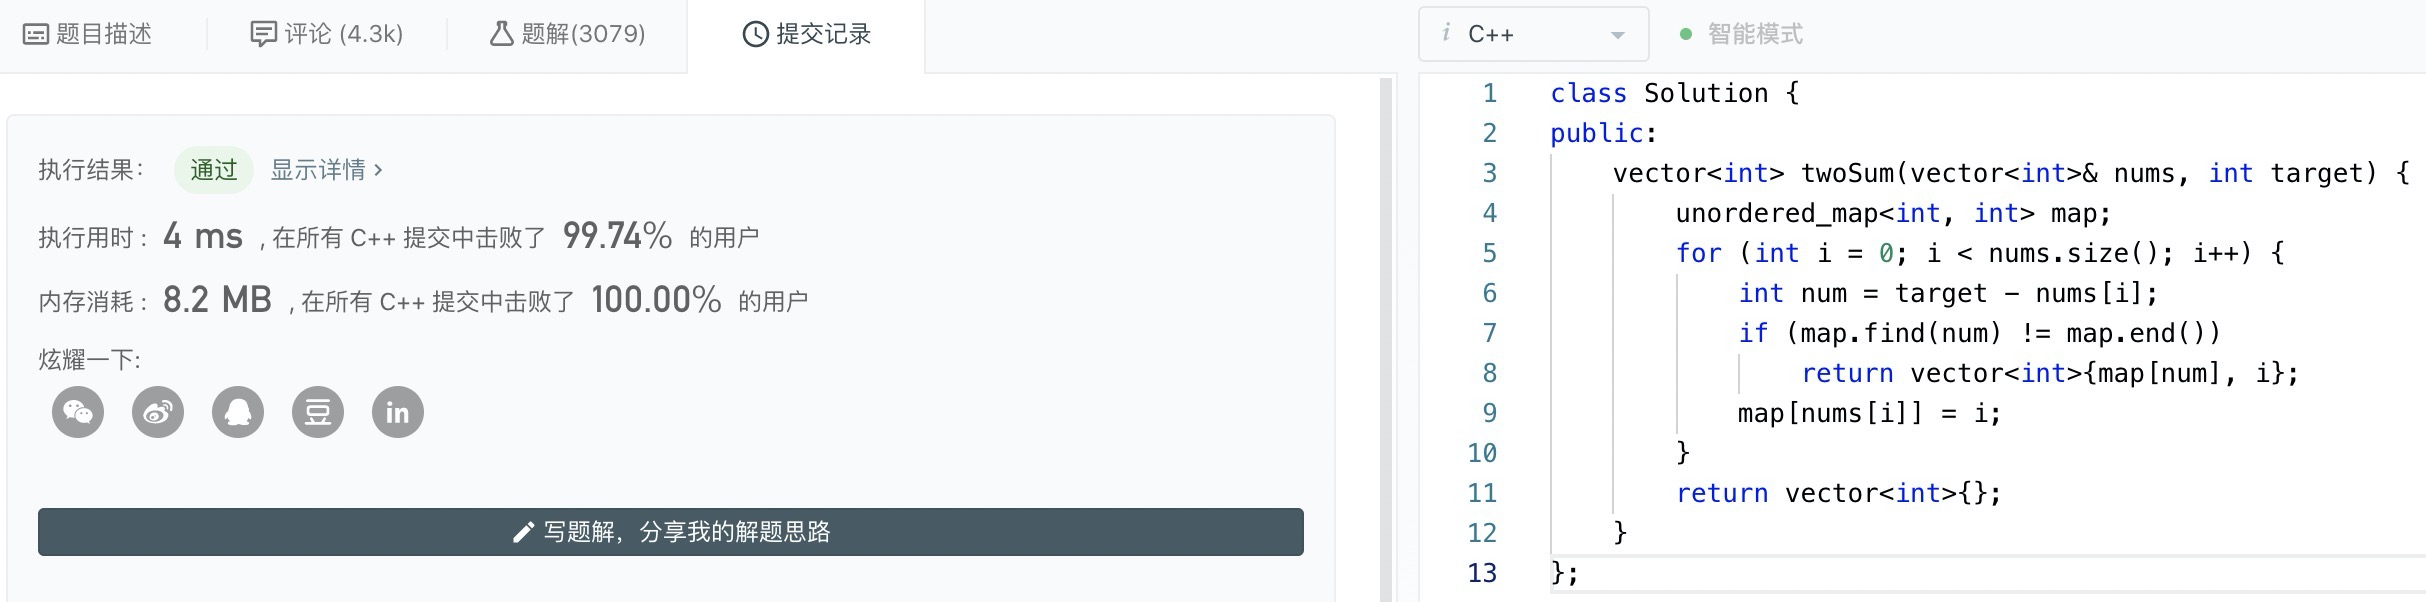 题目描述
评论 (4.3k)
题解(3079)
提交记录
执行结果：
通过
显示详情 >
执行用时 : 4 ms , 在所有 C++ 提交中击败了 99.74% 的用户
内存消耗 : 8.2 MB , 在所有 C++ 提交中击败了 100.00% 的用户
炫耀一下:
豆
in
写题解，分享我的解题思路
i C++
智能模式
1 class Solution {
2 public:
3     vector<int> twoSum(vector<int>& nums, int target) {
4         unordered_map<int, int> map;
5         for (int i = 0; i < nums.size(); i++) {
6             int num = target - nums[i];
7             if (map.find(num) != map.end())
8                 return vector<int>{map[num], i};
9             map[nums[i]] = i;
10         }
11         return vector<int>{};
12     }
13 };